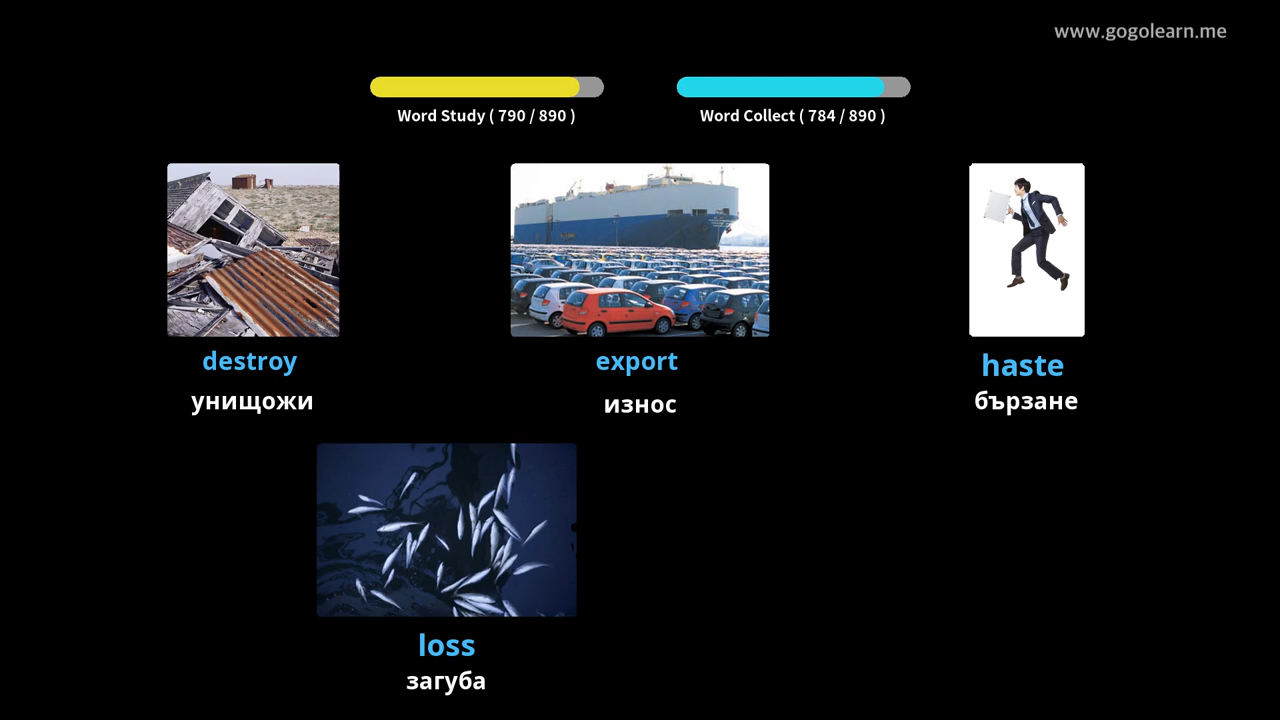 www.gogolearn.me
Word Study ( 790 / 890 )
Word Collect ( 784 / 890 )
destroy
унищожи
export
износ
haste
бързане
loss
загуба